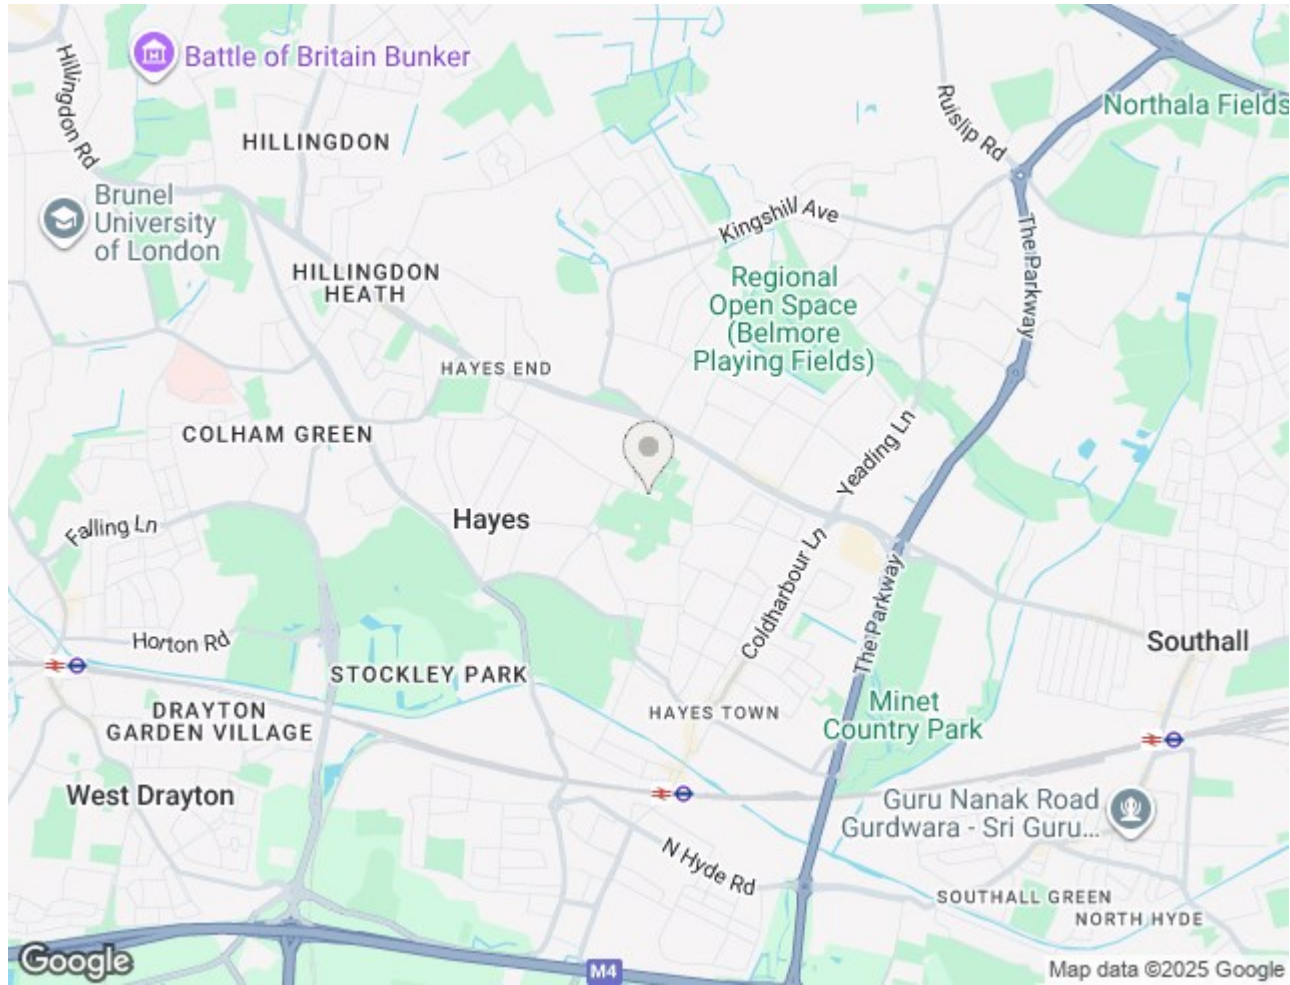 Hillingdon Rd
Battle of Britain Bunker
HILLINGDON
Ruislip Rd
Northala Fields
Brunel
University
of London
Kingshill Ave
The Parkway
HILLINGDON
HEATH
Regional
Open Space
(Belmore
Playing Fields)
HAYES END
COLHAM GREEN
Yeading Ln
Falling Ln
Hayes
Coldharbour Ln
The Parkway
Horton Rd
Southall
STOCKLEY PARK
DRAYTON
GARDEN VILLAGE
HAYES TOWN
Minet
Country Park
West Drayton
Guru Nanak Road
Gurdwara - Sri Guru...
N Hyde Rd
SOUTHALL GREEN
NORTH HYDE
Google
M4
Map data ©2025 Google